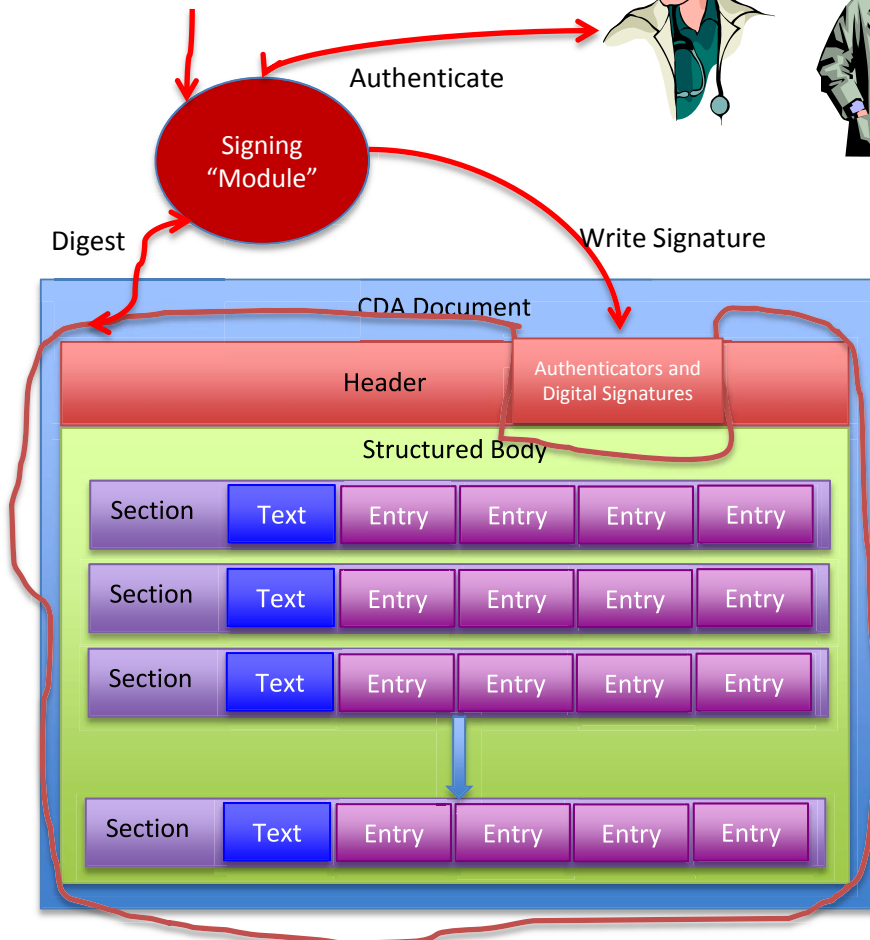 Authenticate
Signing
“Module”
Digest
Write Signature
CDA Document
Header
Authenticators and
Digital Signatures
Structured Body
Section Text Entry Entry Entry Entry
Section Text Entry Entry Entry Entry
Section Text Entry Entry Entry Entry
Section Text Entry Entry Entry Entry